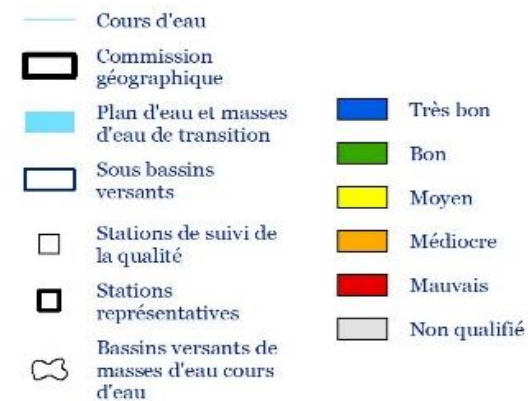 Cours d'eau
Commission
géographique
Plan d'eau et masses
d'eau de transition
Sous bassins
versants
Stations de suivi de
la qualité
Stations
représentatives
Bassins versants de
masses d'eau cours
d'eau
Très bon
Bon
Moyen
Médiocre
Mauvais
Non qualifié